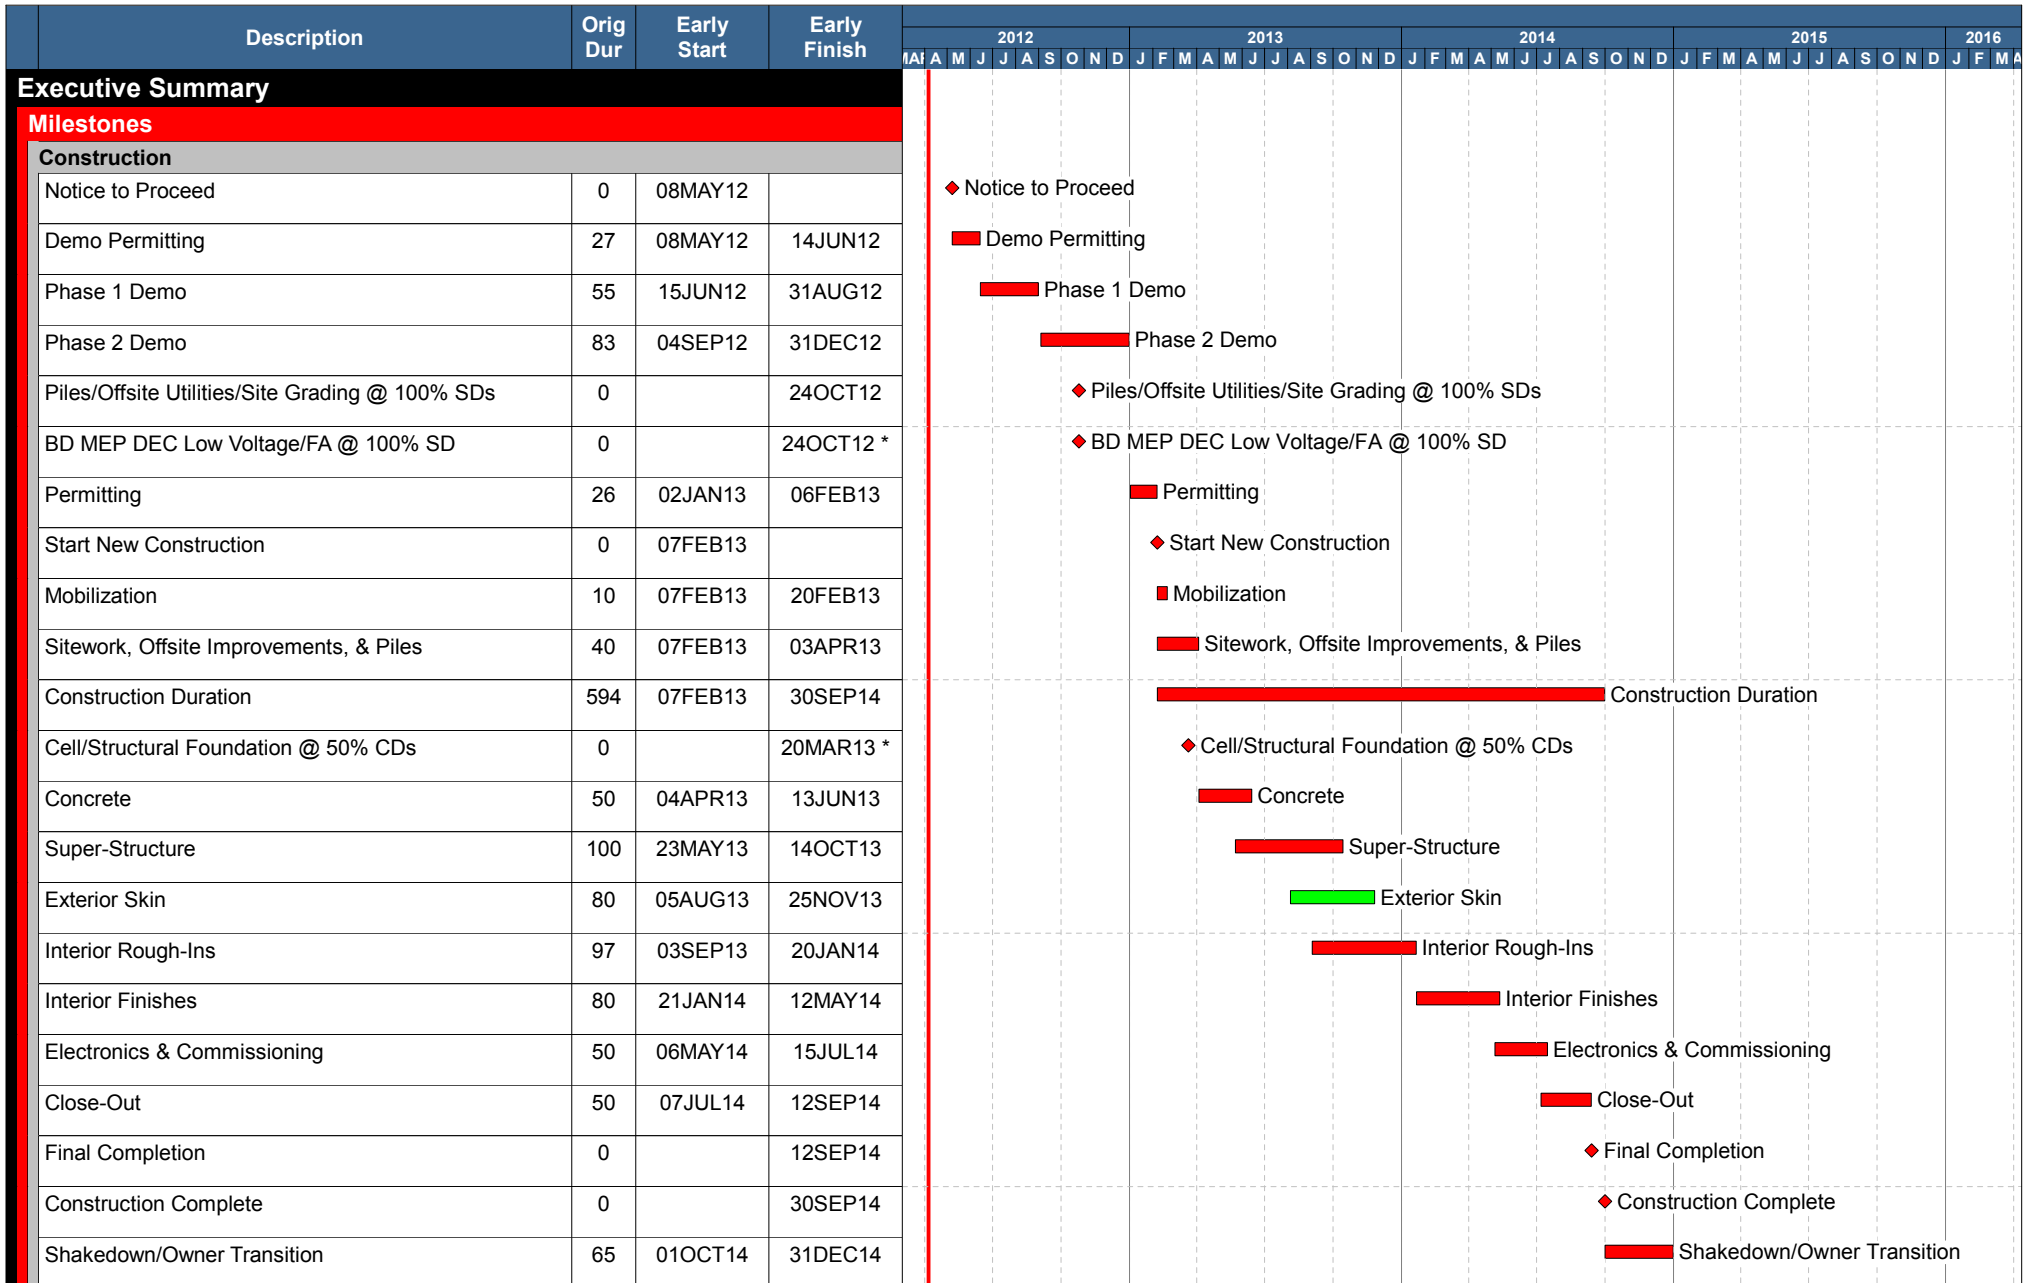 Description Orig Dur Early Start Early Finish
2012 2013 2014 2015 2016
MAR A M J J A S O N D J F M A M J J A S O N D J F M A M J J A S O N D J F M A M J J A S O N D J F M A
Executive Summary
Milestones
Construction
Notice to Proceed 0 08MAY12 Notice to Proceed
Demo Permitting 27 08MAY12 14JUN12 Demo Permitting
Phase 1 Demo 55 15JUN12 31AUG12 Phase 1 Demo
Phase 2 Demo 83 04SEP12 31DEC12 Phase 2 Demo
Piles/Offsite Utilities/Site Grading @ 100% SDs 0 24OCT12 Piles/Offsite Utilities/Site Grading @ 100% SDs
BD MEP DEC Low Voltage/FA @ 100% SD 0 24OCT12 * BD MEP DEC Low Voltage/FA @ 100% SD
Permitting 26 02JAN13 06FEB13 Permitting
Start New Construction 0 07FEB13 Start New Construction
Mobilization 10 07FEB13 20FEB13 Mobilization
Sitework, Offsite Improvements, & Piles 40 07FEB13 03APR13 Sitework, Offsite Improvements, & Piles
Construction Duration 594 07FEB13 30SEP14 Construction Duration
Cell/Structural Foundation @ 50% CDs 0 20MAR13 * Cell/Structural Foundation @ 50% CDs
Concrete 50 04APR13 13JUN13 Concrete
Super-Structure 100 23MAY13 14OCT13 Super-Structure
Exterior Skin 80 05AUG13 25NOV13 Exterior Skin
Interior Rough-Ins 97 03SEP13 20JAN14 Interior Rough-Ins
Interior Finishes 80 21JAN14 12MAY14 Interior Finishes
Electronics & Commissioning 50 06MAY14 15JUL14 Electronics & Commissioning
Close-Out 50 07JUL14 12SEP14 Close-Out
Final Completion 0 12SEP14 Final Completion
Construction Complete 0 30SEP14 Construction Complete
Shakedown/Owner Transition 65 01OCT14 31DEC14 Shakedown/Owner Transition